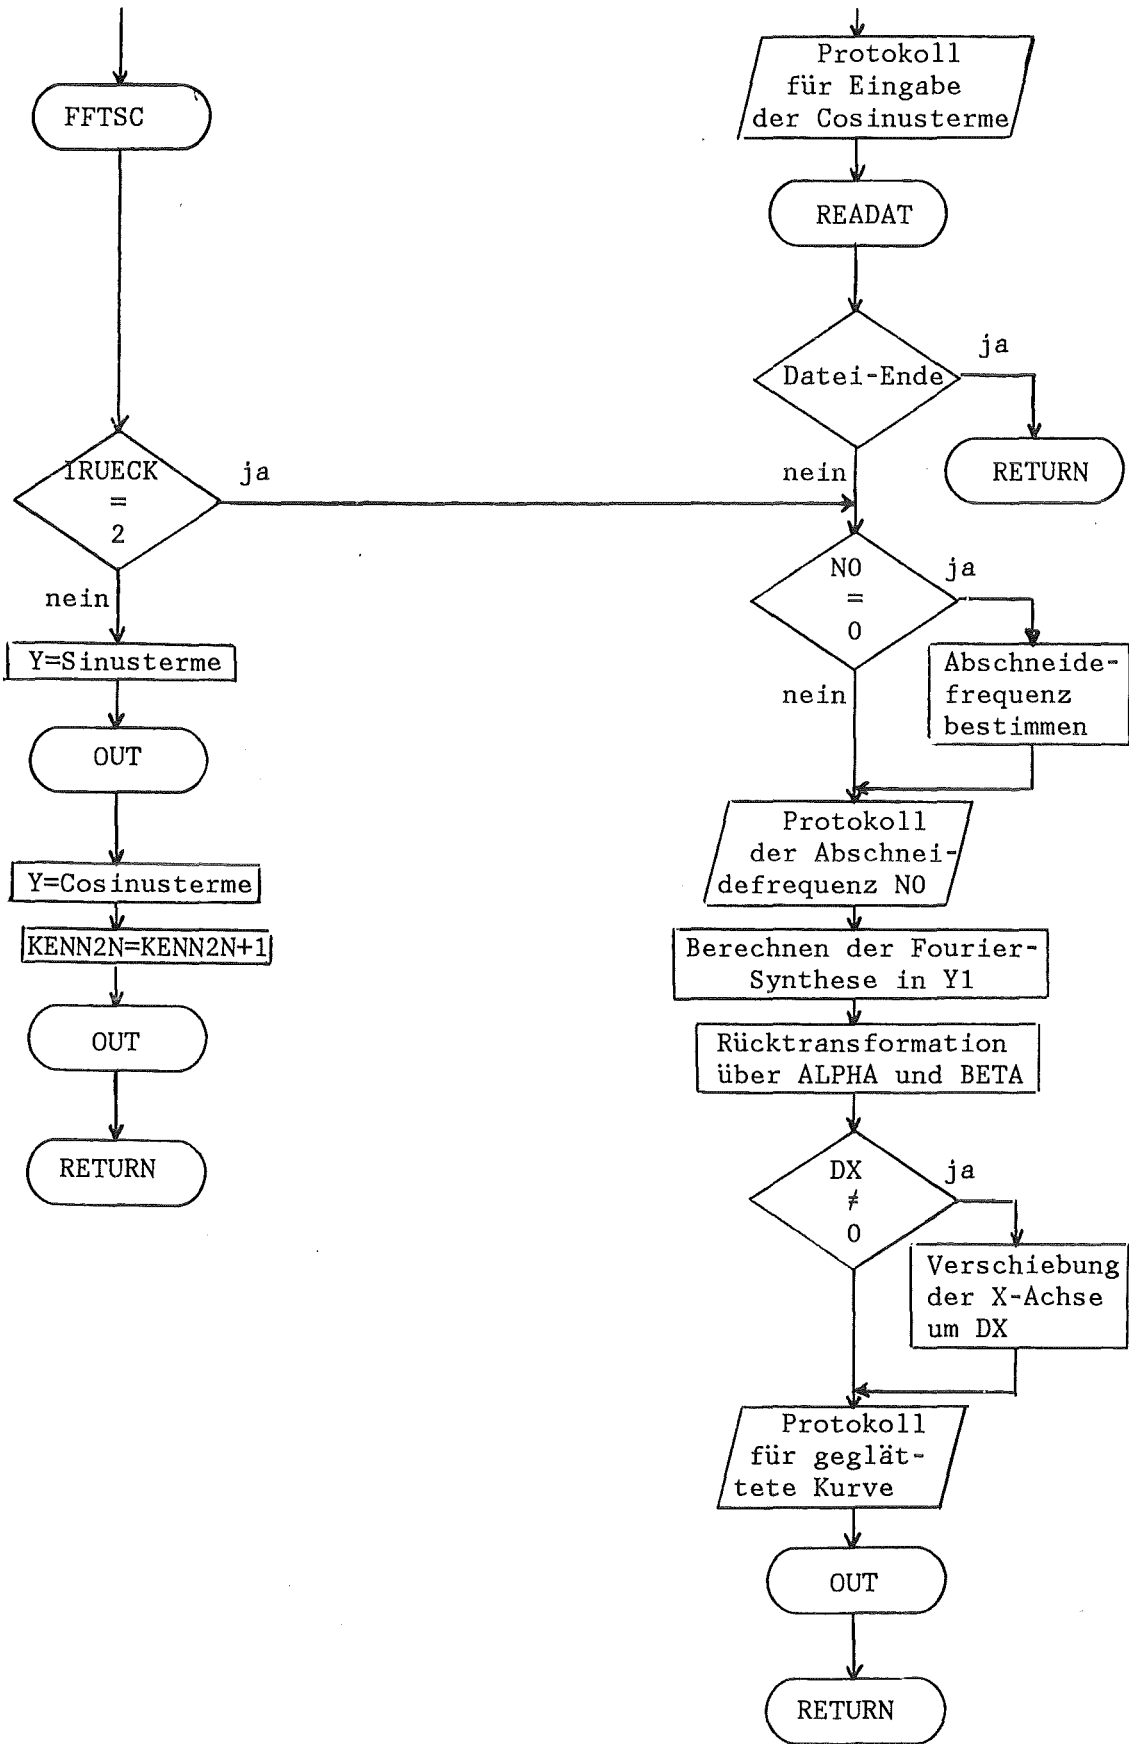 FFTSC
IRUECK
=
2
ja
nein
Y=Sinusterme
OUT
Y=Cosinusterme
KENN2N=KENN2N+1
OUT
RETURN
Protokoll
für Eingabe
der Cosinusterme
READAT
Datei-Ende
ja
RETURN
nein
N0
=
0
ja
Abschneide-
frequenz
bestimmen
nein
Protokoll
der Abschnei-
defrequenz N0
Berechnen der Fourier-
Synthese in Y1
Rücktransformation
über ALPHA und BETA
DX
≠
0
ja
Verschiebung
der X-Achse
um DX
Protokoll
für geglät-
tete Kurve
OUT
RETURN